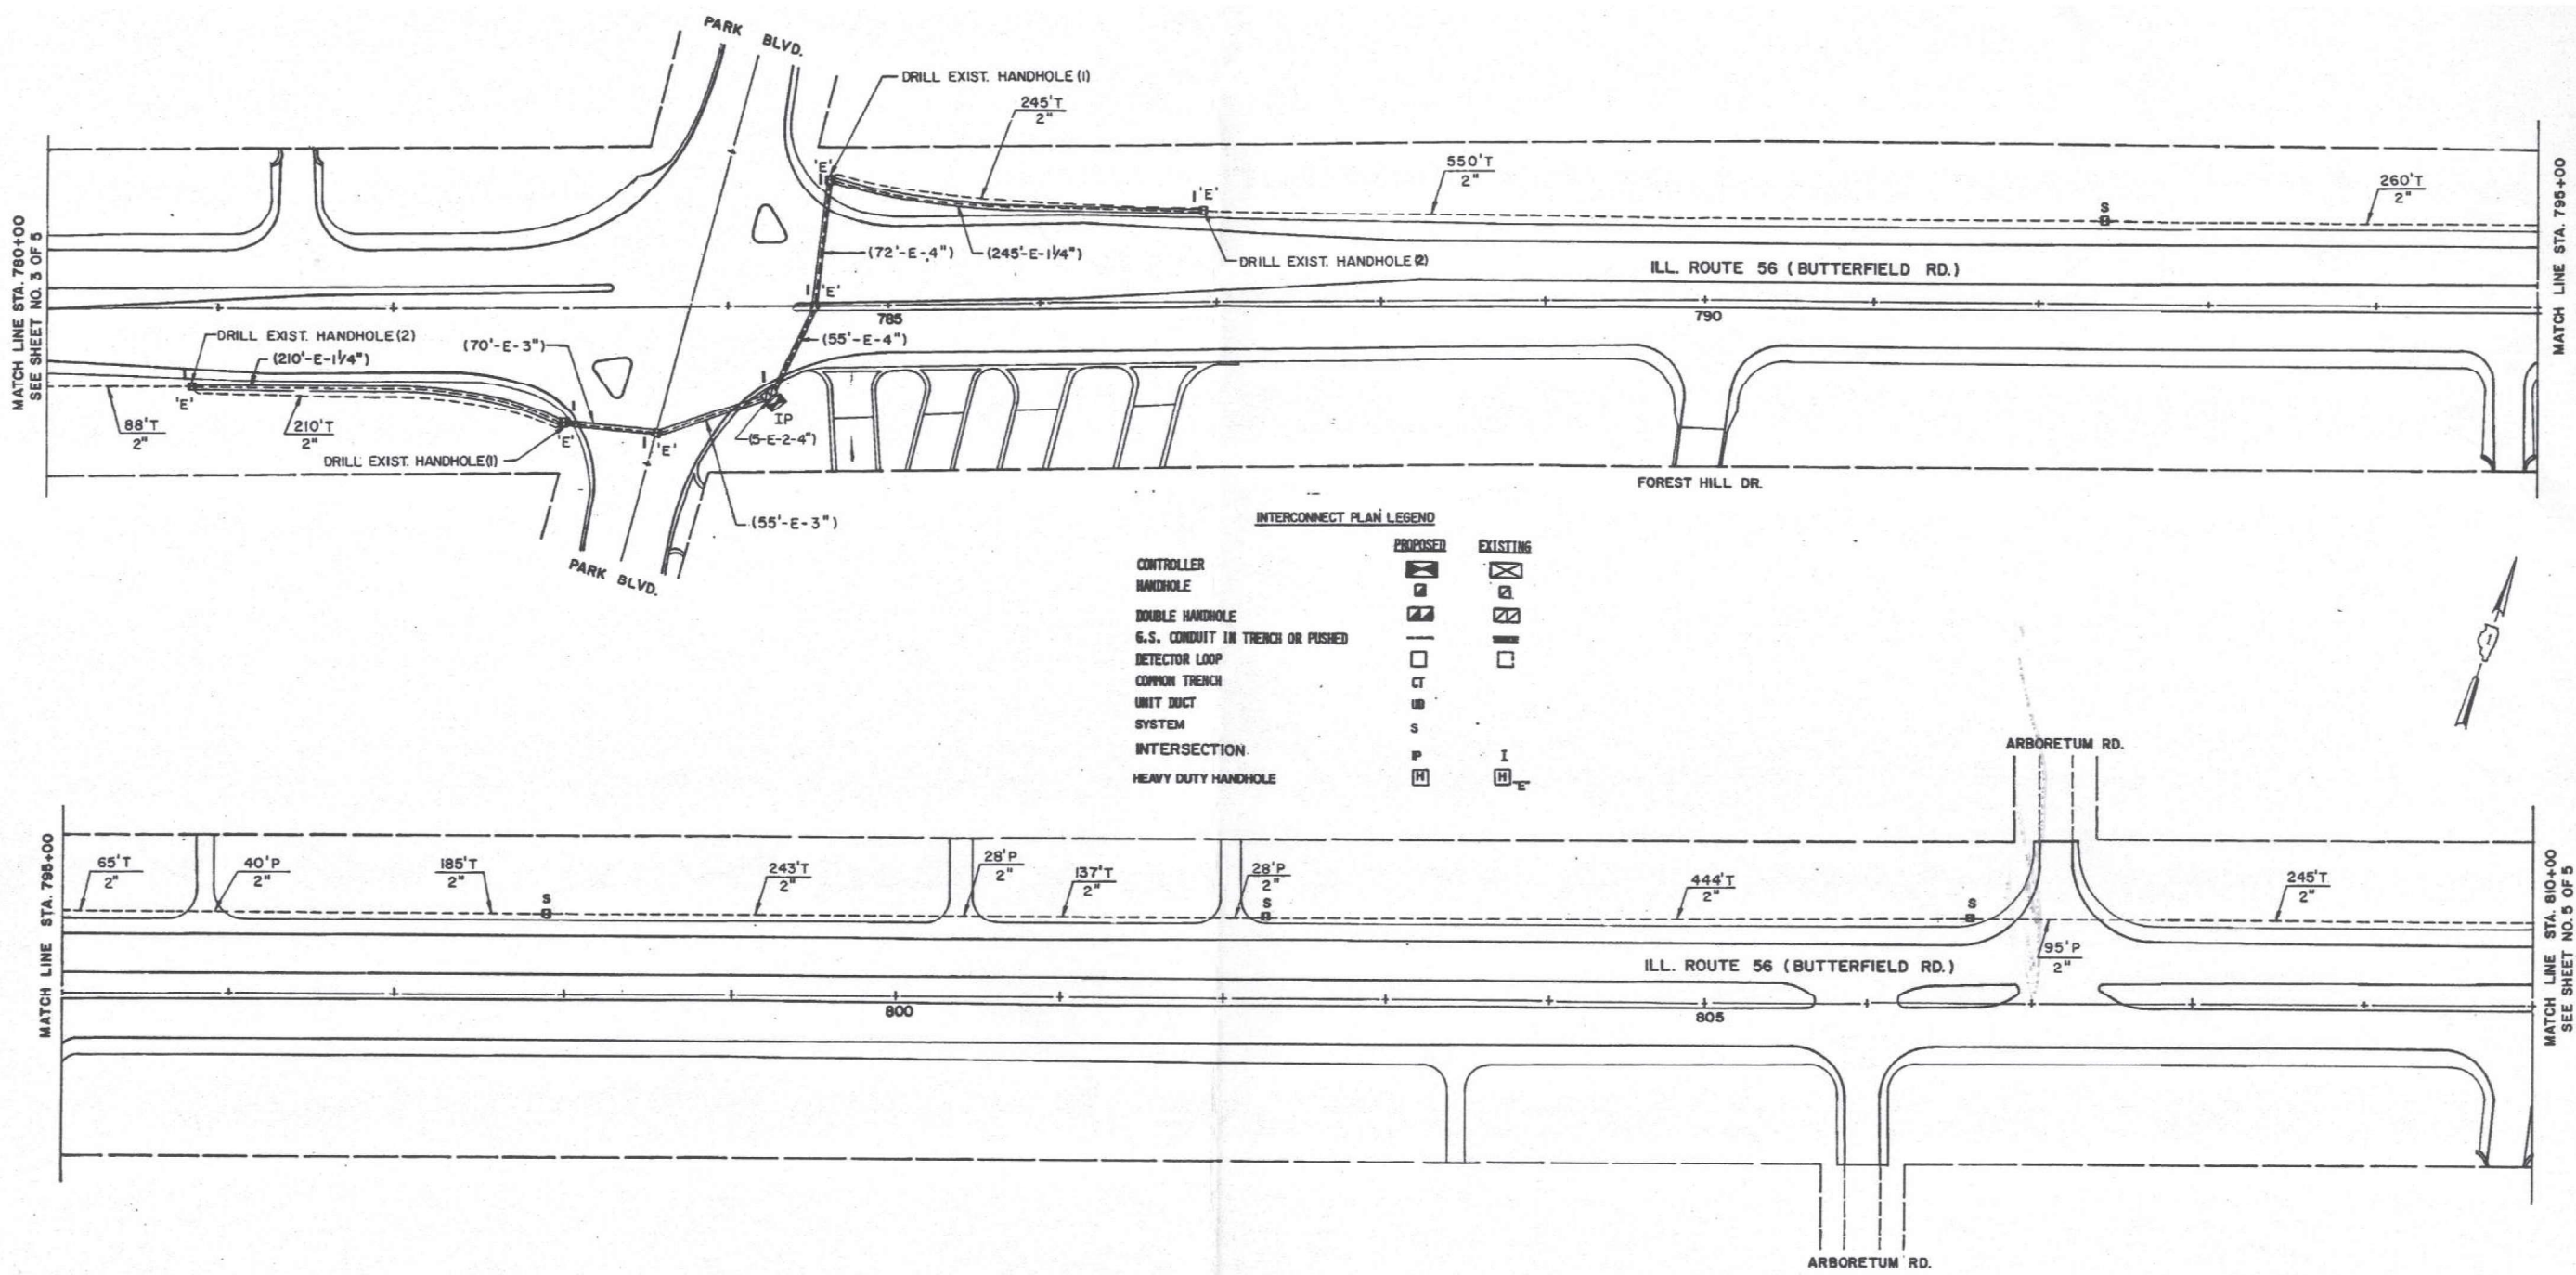 PARK BLVD.
DRILL EXIST. HANDHOLE (1)
245'T
2"
550'T
2"
260'T
2"
'E'
I
I 'E'
S
(72'-E-4")
(245'-E-1¼")
DRILL EXIST. HANDHOLE (2)
ILL. ROUTE 56 (BUTTERFIELD RD.)
MATCH LINE STA. 780+00
SEE SHEET NO. 3 OF 5
MATCH LINE STA. 795+00
I 'E'
785
790
DRILL EXIST. HANDHOLE (2)
(210'-E-1¼")
(70'-E-3")
(55'-E-4")
I
'E'
I
I
'E'
I 'E'
IP
(5-E-2-4")
88'T
2"
210'T
2"
DRILL EXIST. HANDHOLE (1)
(55'-E-3")
FOREST HILL DR.
PARK BLVD.
INTERCONNECT PLAN LEGEND
PROPOSED EXISTING
CONTROLLER
HANDHOLE
DOUBLE HANDHOLE
G.S. CONDUIT IN TRENCH OR PUSHED
DETECTOR LOOP
COMMON TRENCH CT
UNIT DUCT UD
SYSTEM S
INTERSECTION IP I
HEAVY DUTY HANDHOLE H H 'E'
1
ARBORETUM RD.
MATCH LINE STA. 795+00
65'T
2"
40'P
2"
185'T
2"
S
243'T
2"
28'P
2"
137'T
2"
28'P
2"
S
444'T
2"
S
95'P
2"
245'T
2"
ILL. ROUTE 56 (BUTTERFIELD RD.)
800
805
MATCH LINE STA. 810+00
SEE SHEET NO. 5 OF 5
ARBORETUM RD.